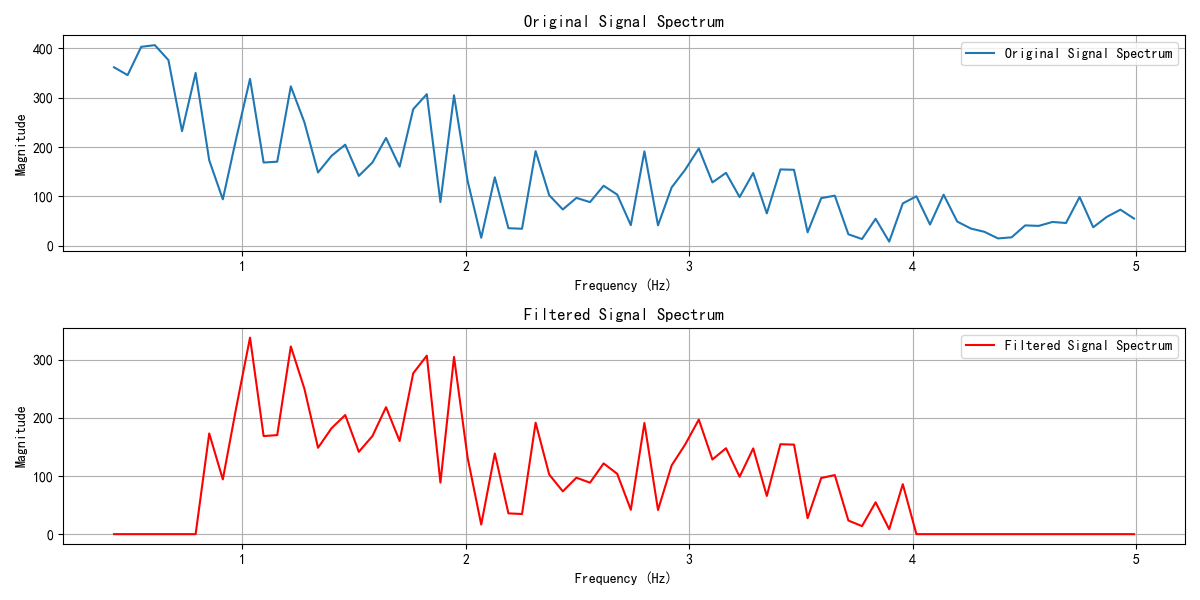 Original Signal Spectrum
Original Signal Spectrum
Magnitude
400
300
200
100
0
1 2 3 4 5
Frequency (Hz)
Filtered Signal Spectrum
Filtered Signal Spectrum
Magnitude
300
200
100
0
1 2 3 4 5
Frequency (Hz)